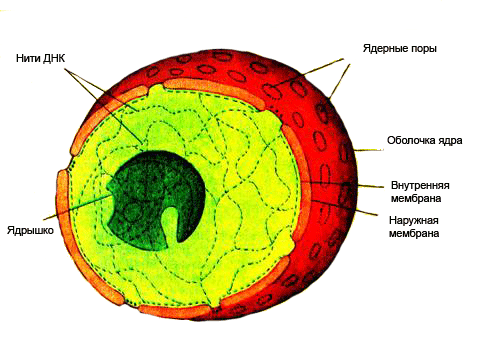 Ядерные поры
Нити ДНК
Оболочка ядра
Внутренняя
мембрана
Наружная
мембрана
Ядрышко